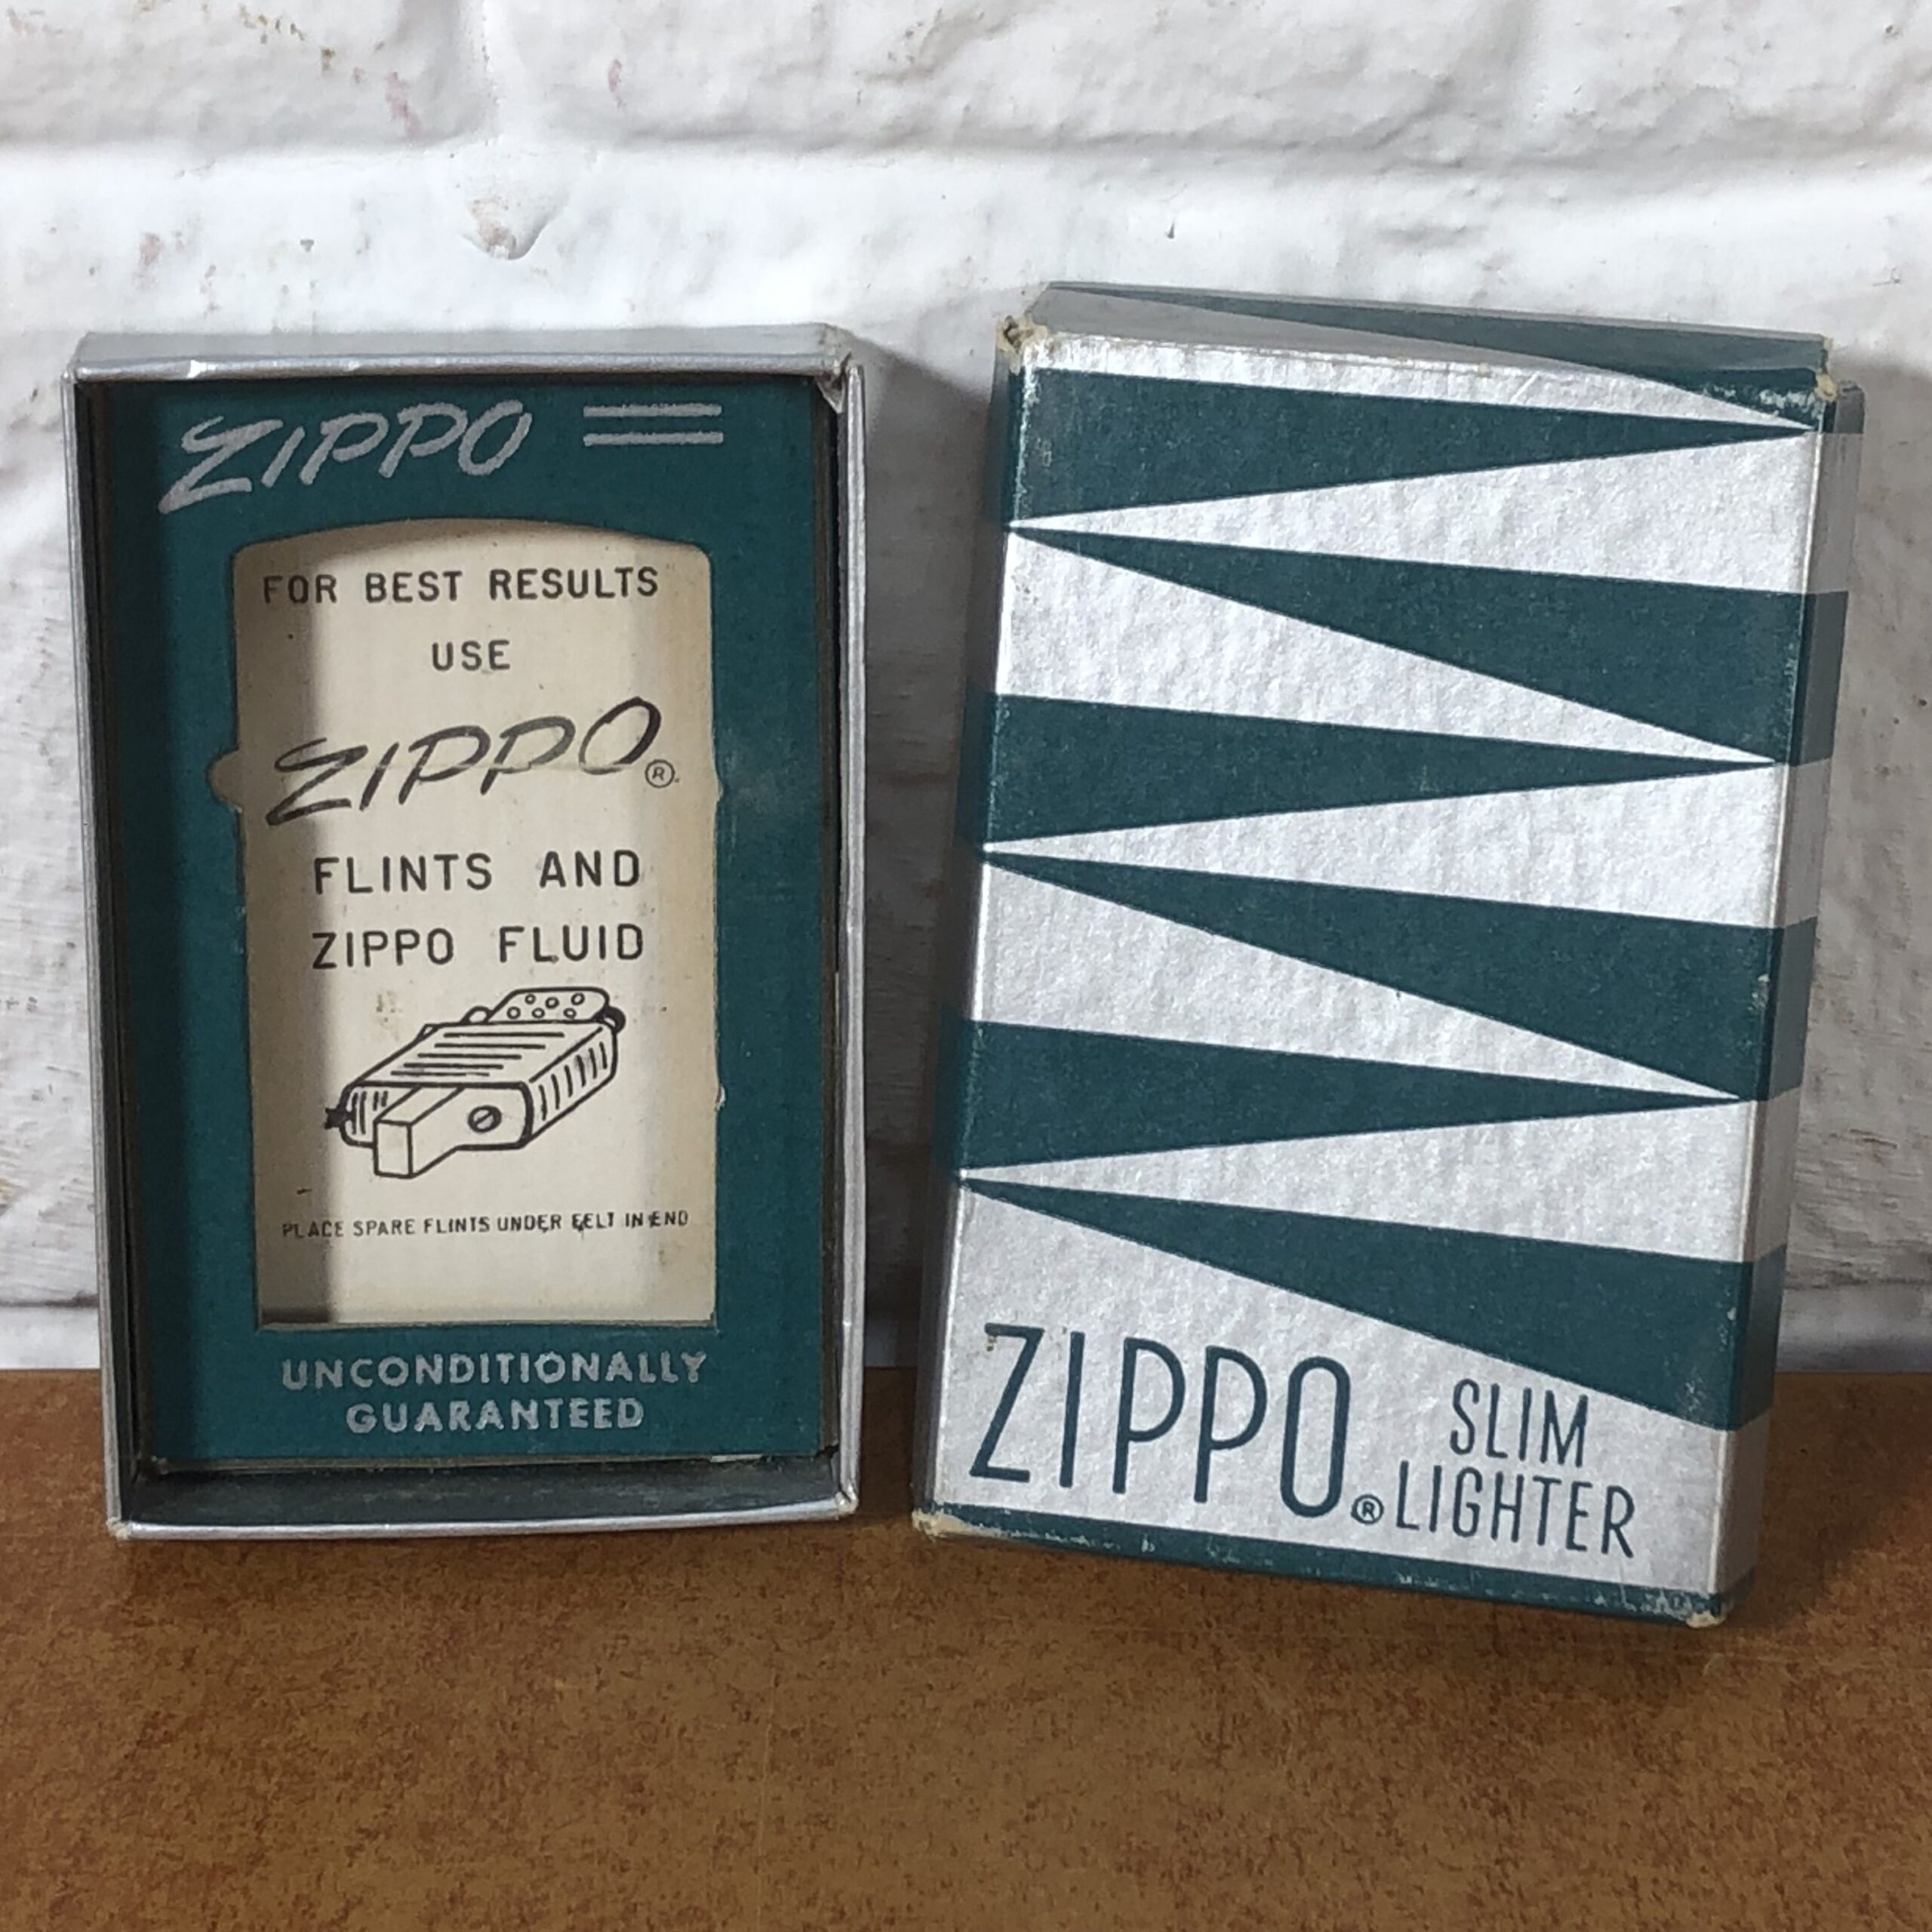 ZIPPO
FOR BEST RESULTS
USE
ZIPPO®
FLINTS AND
ZIPPO FLUID
PLACE SPARE FLINTS UNDER FELT IN END
UNCONDITIONALLY
GUARANTEED
ZIPPO® SLIM
LIGHTER